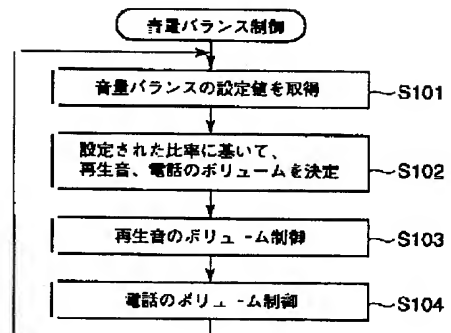 音量バランス制御
音量バランスの設定値を取得
S101
設定された比率に基いて、
再生音、電話のボリュームを決定
S102
再生音のボリューム制御
S103
電話のボリューム制御
S104